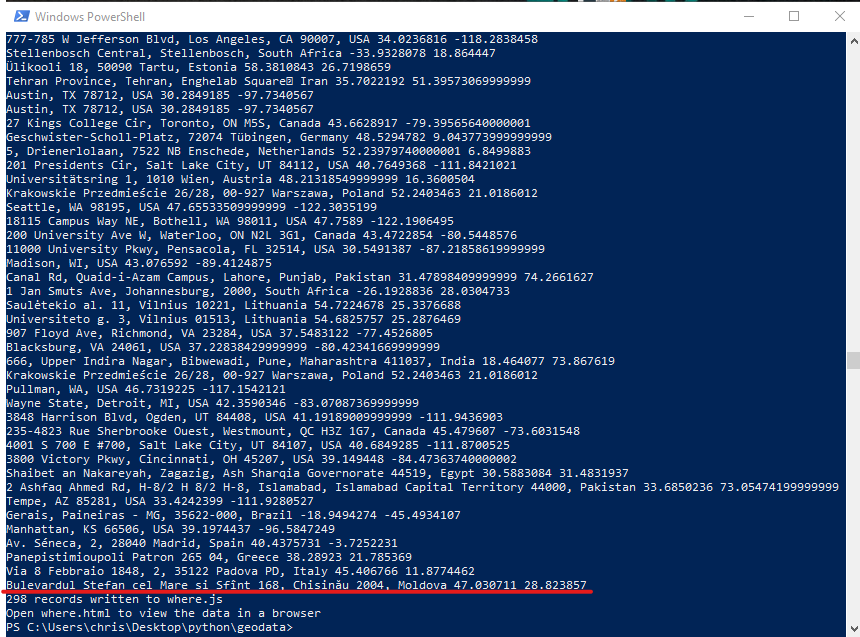 Windows PowerShell
777-785 W Jefferson Blvd, Los Angeles, CA 90007, USA 34.0236816 -118.2838458
Stellenbosch Central, Stellenbosch, South Africa -33.9328078 18.864447
Ülikooli 18, 50090 Tartu, Estonia 58.3810843 26.7198659
Tehran Province, Tehran, Enghelab Square Iran 35.7022192 51.39573069999999
Austin, TX 78712, USA 30.2849185 -97.7340567
Austin, TX 78712, USA 30.2849185 -97.7340567
27 Kings College Cir, Toronto, ON M5S, Canada 43.6628917 -79.39565640000001
Geschwister-Scholl-Platz, 72074 Tübingen, Germany 48.5294782 9.043773999999999
5, Drienerlolaan, 7522 NB Enschede, Netherlands 52.23979740000001 6.8499883
201 Presidents Cir, Salt Lake City, UT 84112, USA 40.7649368 -111.8421021
Universitätsring 1, 1010 Wien, Austria 48.21318549999999 16.3600504
Krakowskie Przedmieście 26/28, 00-927 Warszawa, Poland 52.2403463 21.0186012
Seattle, WA 98195, USA 47.65533509999999 -122.3035199
18115 Campus Way NE, Bothell, WA 98011, USA 47.7589 -122.1906495
200 University Ave W, Waterloo, ON N2L 3G1, Canada 43.4722854 -80.5448576
11000 University Pkwy, Pensacola, FL 32514, USA 30.5491387 -87.21858619999999
Madison, WI, USA 43.076592 -89.4124875
Canal Rd, Quaid-i-Azam Campus, Lahore, Punjab, Pakistan 31.47898409999999 74.2661627
1 Jan Smuts Ave, Johannesburg, 2000, South Africa -26.1928836 28.0304733
Saulėtekio al. 11, Vilnius 10221, Lithuania 54.7224678 25.3376688
Universiteto g. 3, Vilnius 01513, Lithuania 54.6825757 25.2876469
907 Floyd Ave, Richmond, VA 23284, USA 37.5483122 -77.4526805
Blacksburg, VA 24061, USA 37.22838429999999 -80.42341669999999
666, Upper Indira Nagar, Bibwewadi, Pune, Maharashtra 411037, India 18.464077 73.867619
Krakowskie Przedmieście 26/28, 00-927 Warszawa, Poland 52.2403463 21.0186012
Pullman, WA, USA 46.7319225 -117.1542121
Wayne State, Detroit, MI, USA 42.3590346 -83.07087369999999
3848 Harrison Blvd, Ogden, UT 84408, USA 41.19189009999999 -111.9436903
235-4823 Rue Sherbrooke Ouest, Westmount, QC H3Z 1G7, Canada 45.479607 -73.6031548
4001 S 700 E #700, Salt Lake City, UT 84107, USA 40.6849285 -111.8700525
3800 Victory Pkwy, Cincinnati, OH 45207, USA 39.149448 -84.47363740000002
Shaibet an Nakareyah, Zagazig, Ash Sharqia Governorate 44519, Egypt 30.5883084 31.4831937
2 Ashfaq Ahmed Rd, H-8/2 H 8/2 H-8, Islamabad, Islamabad Capital Territory 44000, Pakistan 33.6850236 73.05474199999999
Tempe, AZ 85281, USA 33.4242399 -111.9280527
Gerais, Paineiras - MG, 35622-000, Brazil -18.9494274 -45.4934107
Manhattan, KS 66506, USA 39.1974437 -96.5847249
Av. Séneca, 2, 28040 Madrid, Spain 40.4375731 -3.7252231
Panepistimioupoli Patron 265 04, Greece 38.28923 21.785369
Via 8 Febbraio 1848, 2, 35122 Padova PD, Italy 45.406766 11.8774462
Bulevardul Ștefan cel Mare și Sfînt 168, Chișinău 2004, Moldova 47.030711 28.823857
298 records written to where.js
Open where.html to view the data in a browser
PS C:\Users\chris\Desktop\python\geodata>